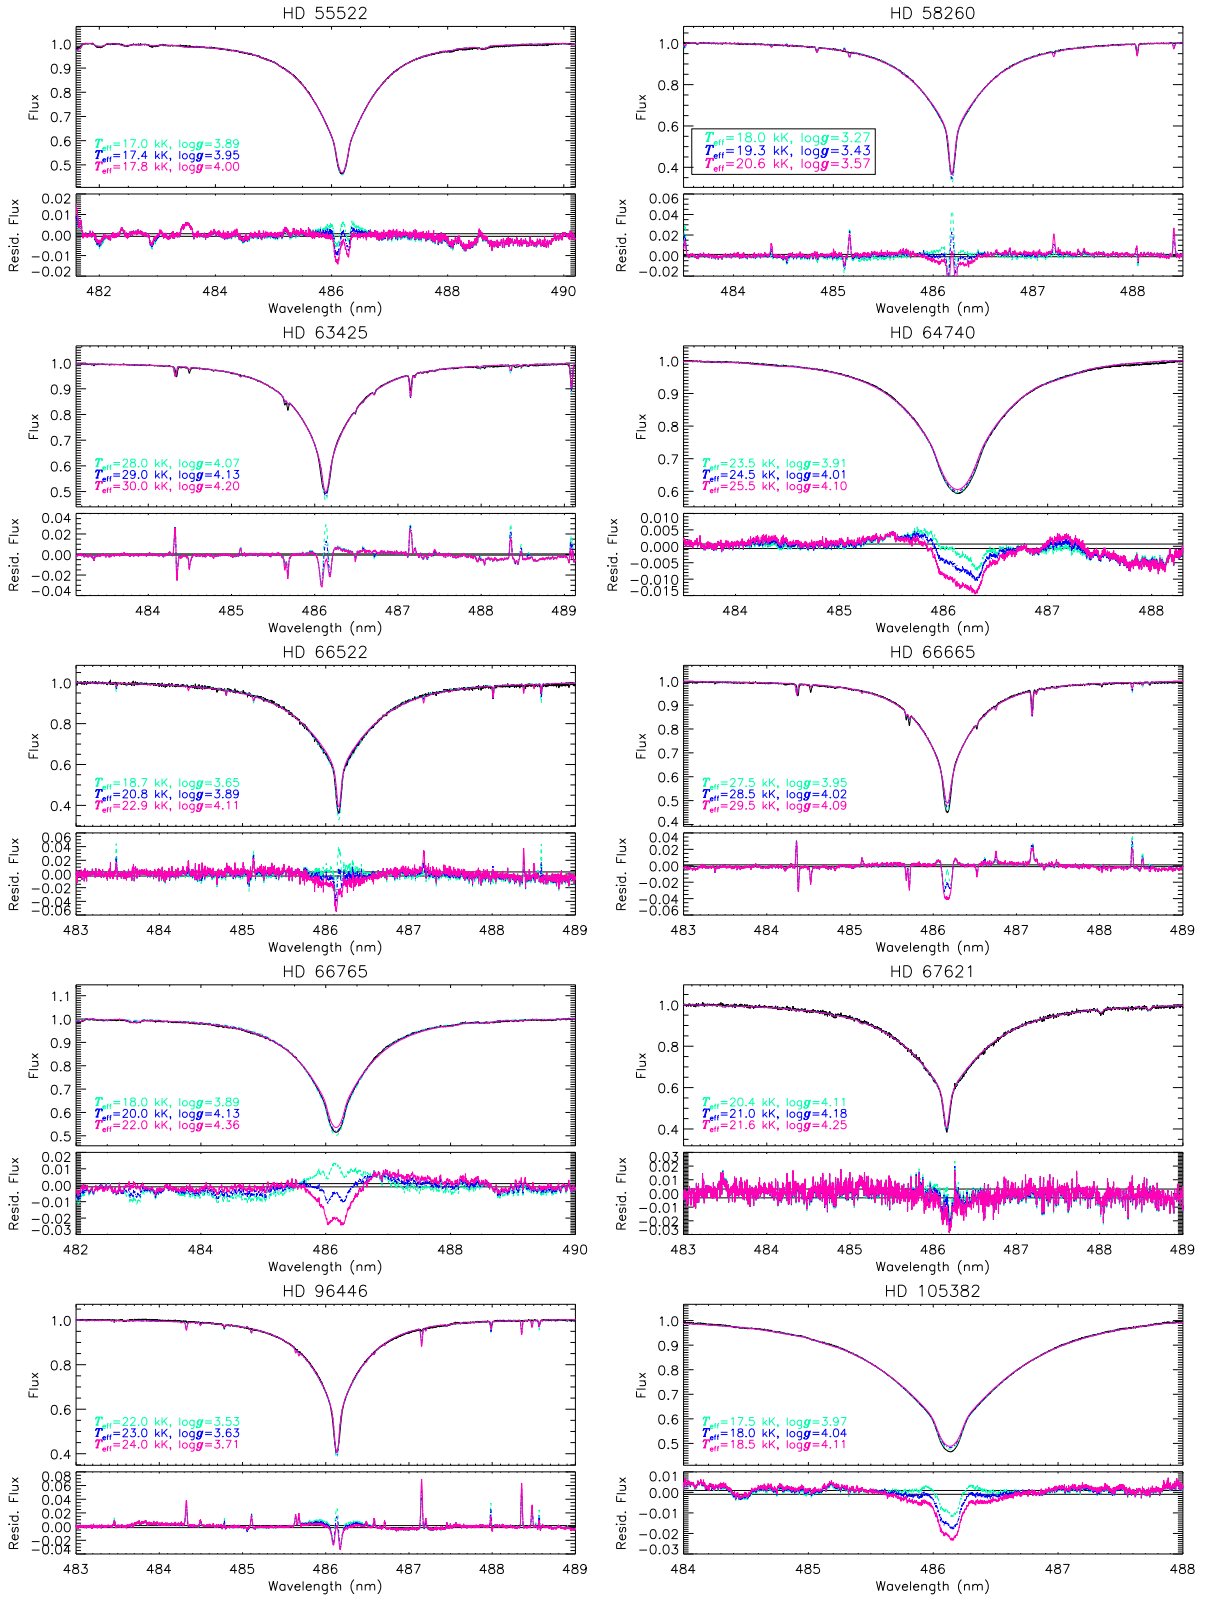 HD 55522
Flux
1.0
0.9
0.8
0.7
0.6
0.5
Teff=17.0 kK, logg=3.89
Teff=17.4 kK, logg=3.95
Teff=17.8 kK, logg=4.00
Resid. Flux
0.02
0.01
0.00
−0.01
−0.02
482 484 486 488 490
Wavelength (nm)
HD 58260
Flux
1.0
0.8
0.6
0.4
Teff=18.0 kK, logg=3.27
Teff=19.3 kK, logg=3.43
Teff=20.6 kK, logg=3.57
Resid. Flux
0.06
0.04
0.02
0.00
−0.02
484 485 486 487 488
Wavelength (nm)
HD 63425
Flux
1.0
0.9
0.8
0.7
0.6
0.5
Teff=28.0 kK, logg=4.07
Teff=29.0 kK, logg=4.13
Teff=30.0 kK, logg=4.20
Resid. Flux
0.04
0.02
0.00
−0.02
−0.04
484 485 486 487 488 489
Wavelength (nm)
HD 64740
Flux
1.0
0.9
0.8
0.7
0.6
Teff=23.5 kK, logg=3.91
Teff=24.5 kK, logg=4.01
Teff=25.5 kK, logg=4.10
Resid. Flux
0.010
0.005
0.000
−0.005
−0.010
−0.015
484 485 486 487 488
Wavelength (nm)
HD 66522
Flux
1.0
0.8
0.6
0.4
Teff=18.7 kK, logg=3.65
Teff=20.8 kK, logg=3.89
Teff=22.9 kK, logg=4.11
Resid. Flux
0.06
0.04
0.02
0.00
−0.02
−0.04
−0.06
483 484 485 486 487 488 489
Wavelength (nm)
HD 66665
Flux
1.0
0.9
0.8
0.7
0.6
0.5
0.4
Teff=27.5 kK, logg=3.95
Teff=28.5 kK, logg=4.02
Teff=29.5 kK, logg=4.09
Resid. Flux
0.04
0.02
0.00
−0.02
−0.04
−0.06
483 484 485 486 487 488 489
Wavelength (nm)
HD 66765
Flux
1.1
1.0
0.9
0.8
0.7
0.6
0.5
Teff=18.0 kK, logg=3.89
Teff=20.0 kK, logg=4.13
Teff=22.0 kK, logg=4.36
Resid. Flux
0.02
0.01
0.00
−0.01
−0.02
−0.03
482 484 486 488 490
Wavelength (nm)
HD 67621
Flux
1.0
0.8
0.6
0.4
Teff=20.4 kK, logg=4.11
Teff=21.0 kK, logg=4.18
Teff=21.6 kK, logg=4.25
Resid. Flux
0.03
0.02
0.01
0.00
−0.01
−0.02
−0.03
483 484 485 486 487 488 489
Wavelength (nm)
HD 96446
Flux
1.0
0.8
0.6
0.4
Teff=22.0 kK, logg=3.53
Teff=23.0 kK, logg=3.63
Teff=24.0 kK, logg=3.71
Resid. Flux
0.08
0.06
0.04
0.02
0.00
−0.02
−0.04
483 484 485 486 487 488 489
Wavelength (nm)
HD 105382
Flux
1.0
0.9
0.8
0.7
0.6
0.5
Teff=17.5 kK, logg=3.97
Teff=18.0 kK, logg=4.04
Teff=18.5 kK, logg=4.11
Resid. Flux
0.01
0.00
−0.01
−0.02
−0.03
484 485 486 487 488
Wavelength (nm)